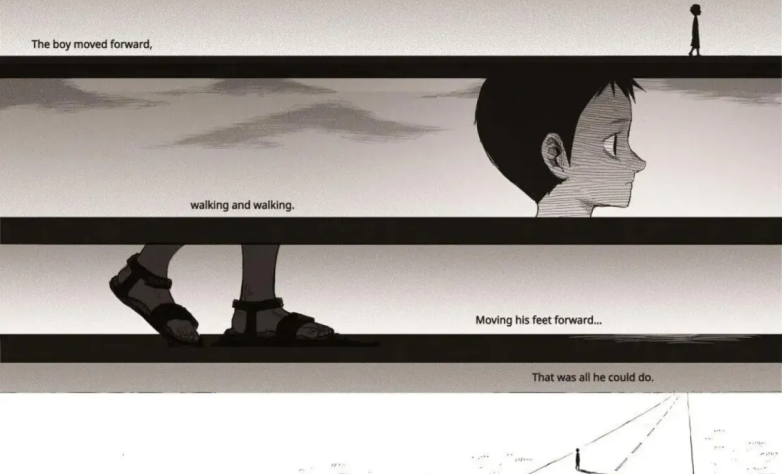 The boy moved forward,
walking and walking.
Moving his feet forward...
That was all he could do.